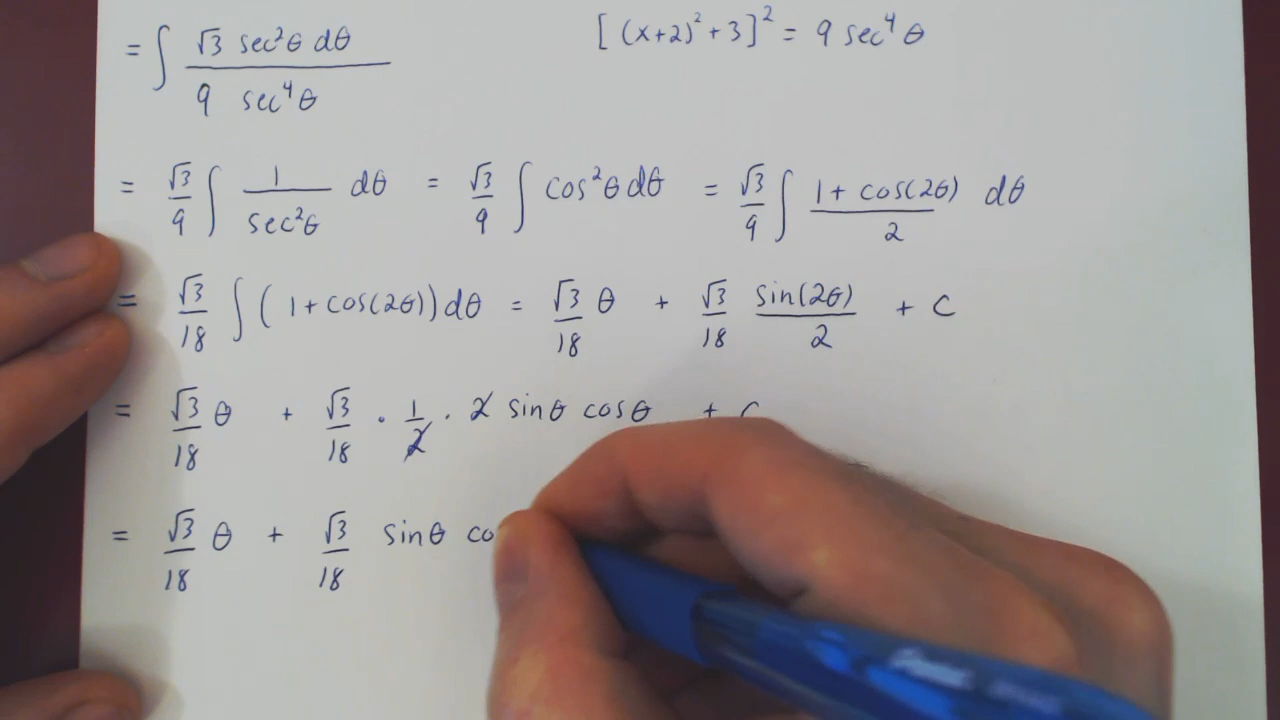 = ∫ √3 sec²θ dθ / 9 sec⁴θ [(x+2)² + 3]² = 9 sec⁴θ
= √3/9 ∫ 1/sec²θ dθ = √3/9 ∫ cos²θ dθ = √3/9 ∫ 1 + cos(2θ)/2 dθ
= √3/18 ∫ (1 + cos(2θ)) dθ = √3/18 θ + √3/18 sin(2θ)/2 + C
= √3/18 θ + √3/18 · 1/2 · 2 sinθ cosθ + C
= √3/18 θ + √3/18 sinθ co